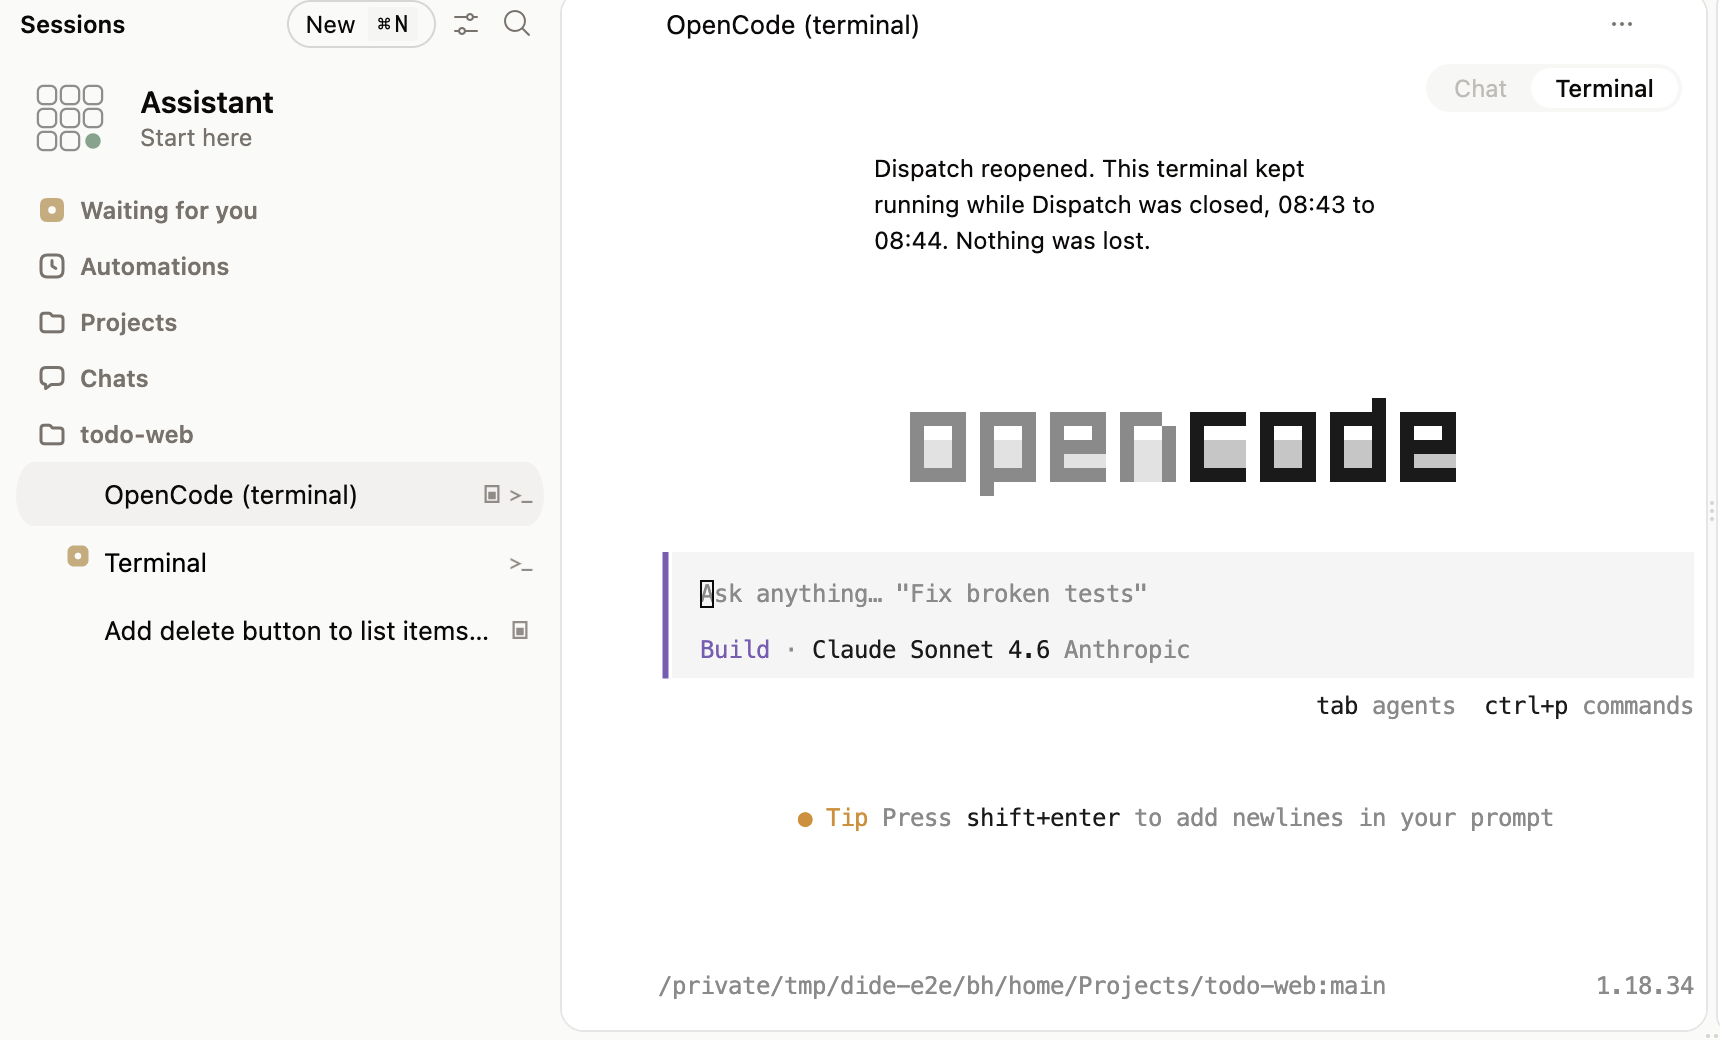 Sessions
New ⌘N
Assistant
Start here
Waiting for you
Automations
Projects
Chats
todo-web
OpenCode (terminal) >_
Terminal >_
Add delete button to list items...
OpenCode (terminal)
Chat Terminal
Dispatch reopened. This terminal kept
running while Dispatch was closed, 08:43 to
08:44. Nothing was lost.
opencode
Ask anything… "Fix broken tests"
Build · Claude Sonnet 4.6 Anthropic
tab agents ctrl+p commands
● Tip Press shift+enter to add newlines in your prompt
/private/tmp/dide-e2e/bh/home/Projects/todo-web:main 1.18.34